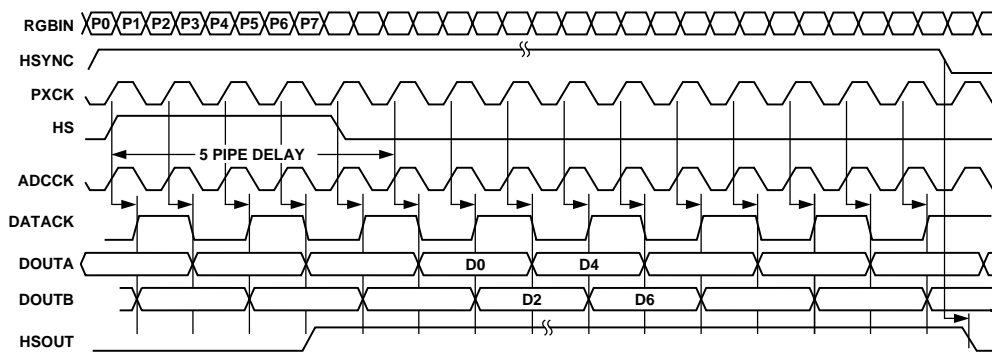 RGBIN P0 P1 P2 P3 P4 P5 P6 P7
HSYNC
PXCK
HS
5 PIPE DELAY
ADCCK
DATACK
DOUTA D0 D4
DOUTB D2 D6
HSOUT